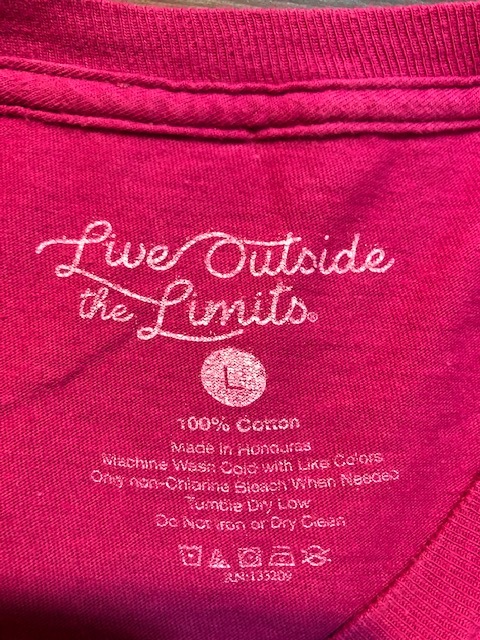 Live Outside
the Limits®
L
100% Cotton
Made in Honduras
Machine Wash Cold with Like Colors
Only non-Chlorine Bleach When Needed
Tumble Dry Low
Do Not Iron or Dry Clean
RN:133209